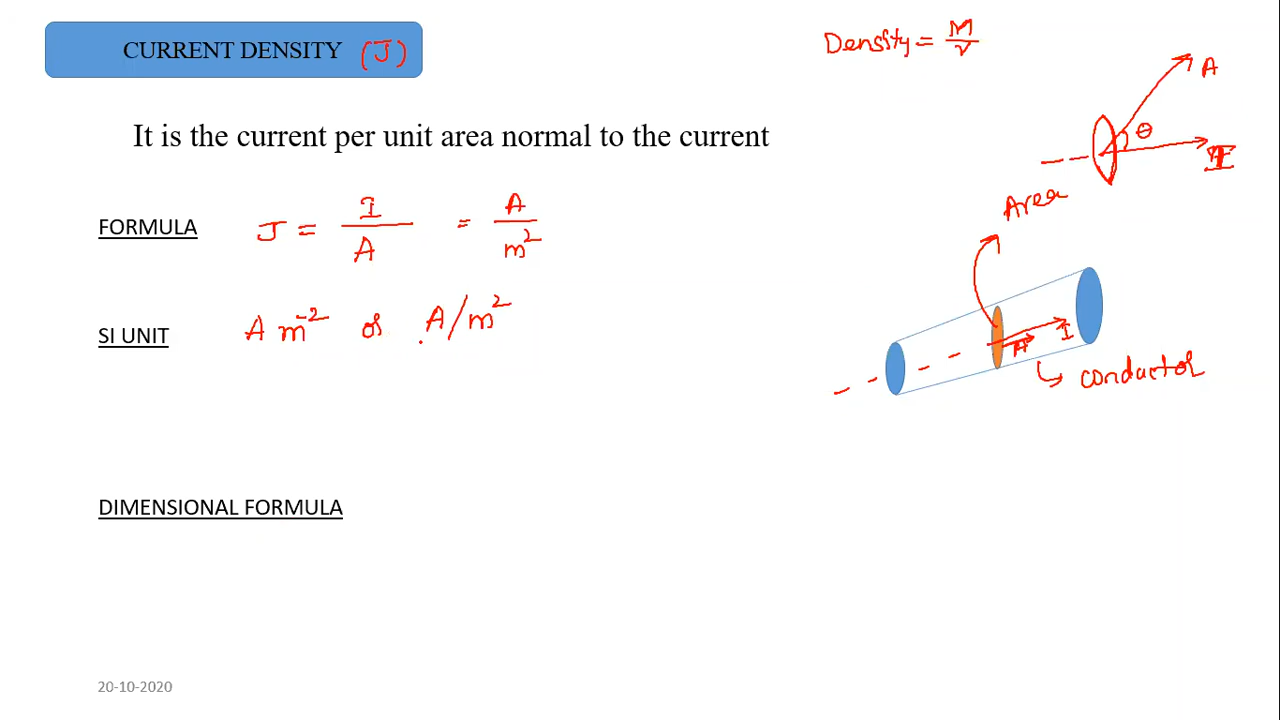 CURRENT DENSITY (J)
Density = M/V
A
θ
I
It is the current per unit area normal to the current
Area
FORMULA J = I/A = A/m²
SI UNIT A m⁻² or A/m²
A I
conductor
DIMENSIONAL FORMULA
20-10-2020